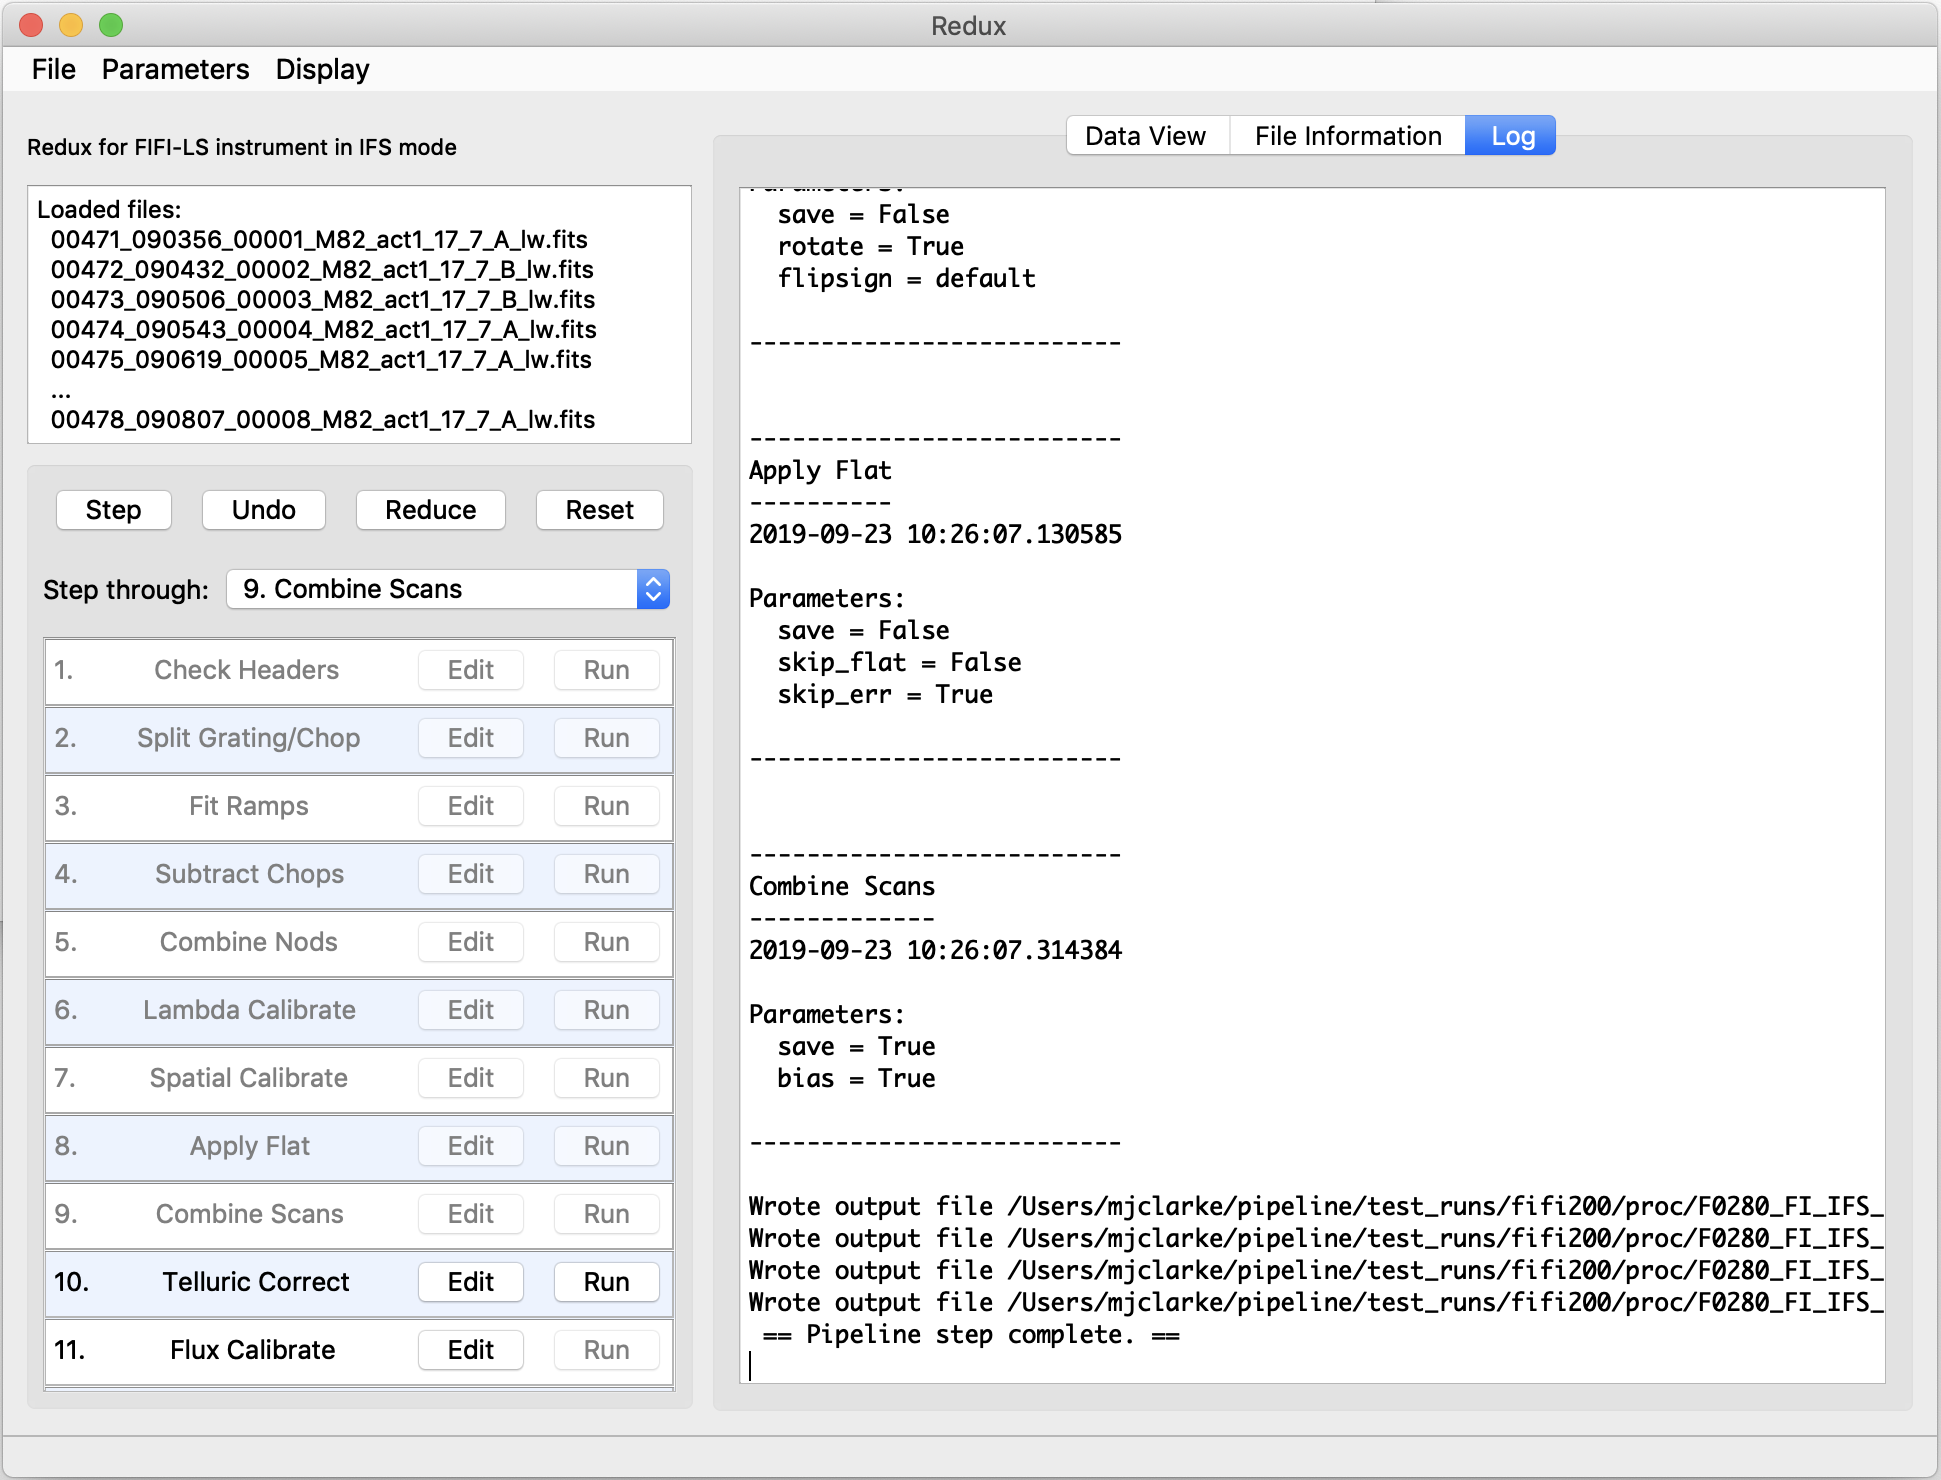 Redux
File Parameters Display
Redux for FIFI-LS instrument in IFS mode
Loaded files:
00471_090356_00001_M82_act1_17_7_A_lw.fits
00472_090432_00002_M82_act1_17_7_B_lw.fits
00473_090506_00003_M82_act1_17_7_B_lw.fits
00474_090543_00004_M82_act1_17_7_A_lw.fits
00475_090619_00005_M82_act1_17_7_A_lw.fits
...
00478_090807_00008_M82_act1_17_7_A_lw.fits
Step Undo Reduce Reset
Step through: 9. Combine Scans
1. Check Headers Edit Run
2. Split Grating/Chop Edit Run
3. Fit Ramps Edit Run
4. Subtract Chops Edit Run
5. Combine Nods Edit Run
6. Lambda Calibrate Edit Run
7. Spatial Calibrate Edit Run
8. Apply Flat Edit Run
9. Combine Scans Edit Run
10. Telluric Correct Edit Run
11. Flux Calibrate Edit Run
Data View File Information Log
Parameters:
save = False
rotate = True
flipsign = default
--------------------------
--------------------------
Apply Flat
----------
2019-09-23 10:26:07.130585
Parameters:
save = False
skip_flat = False
skip_err = True
--------------------------
--------------------------
Combine Scans
-------------
2019-09-23 10:26:07.314384
Parameters:
save = True
bias = True
--------------------------
Wrote output file /Users/mjclarke/pipeline/test_runs/fifi200/proc/F0280_FI_IFS_
Wrote output file /Users/mjclarke/pipeline/test_runs/fifi200/proc/F0280_FI_IFS_
Wrote output file /Users/mjclarke/pipeline/test_runs/fifi200/proc/F0280_FI_IFS_
Wrote output file /Users/mjclarke/pipeline/test_runs/fifi200/proc/F0280_FI_IFS_
== Pipeline step complete. ==